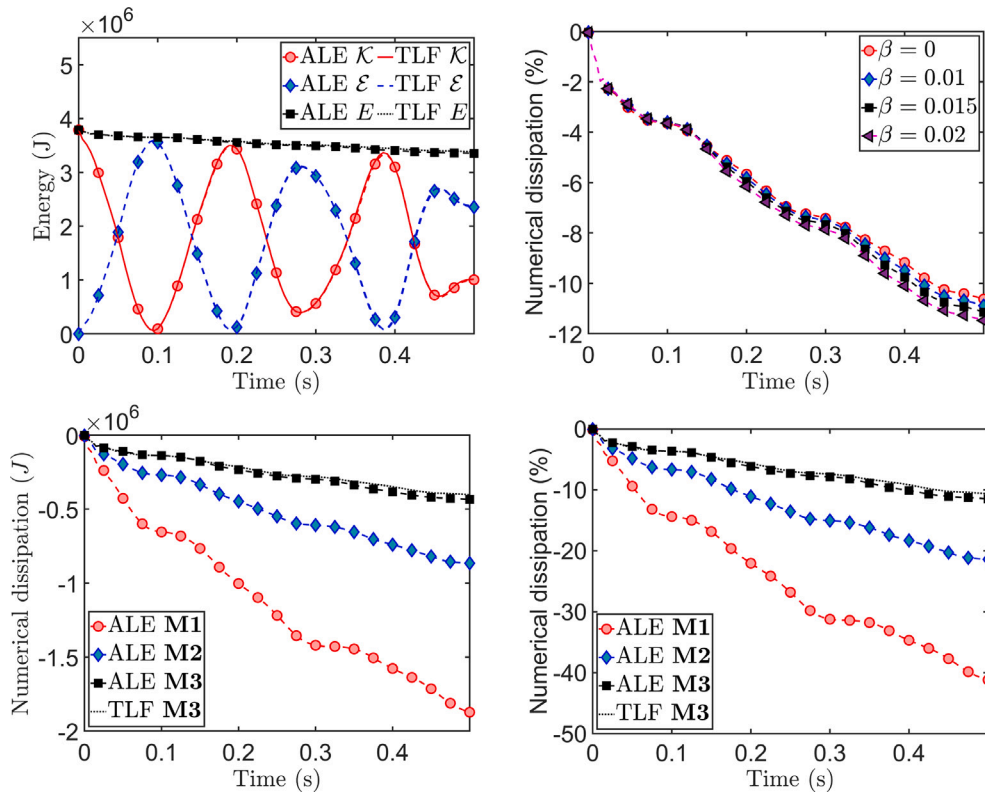 ×10⁶
Energy (J)
5
4
3
2
1
0
0
0.1
0.2
0.3
0.4
Time (s)
ALE 𝒦 TLF 𝒦
ALE ℰ TLF ℰ
ALE E TLF E
Numerical dissipation (%)
0
-2
-4
-6
-8
-10
-12
0
0.1
0.2
0.3
0.4
Time (s)
β = 0
β = 0.01
β = 0.015
β = 0.02
×10⁶
Numerical dissipation (J)
0
-0.5
-1
-1.5
-2
0
0.1
0.2
0.3
0.4
Time (s)
ALE M1
ALE M2
ALE M3
TLF M3
Numerical dissipation (%)
0
-10
-20
-30
-40
-50
0
0.1
0.2
0.3
0.4
Time (s)
ALE M1
ALE M2
ALE M3
TLF M3